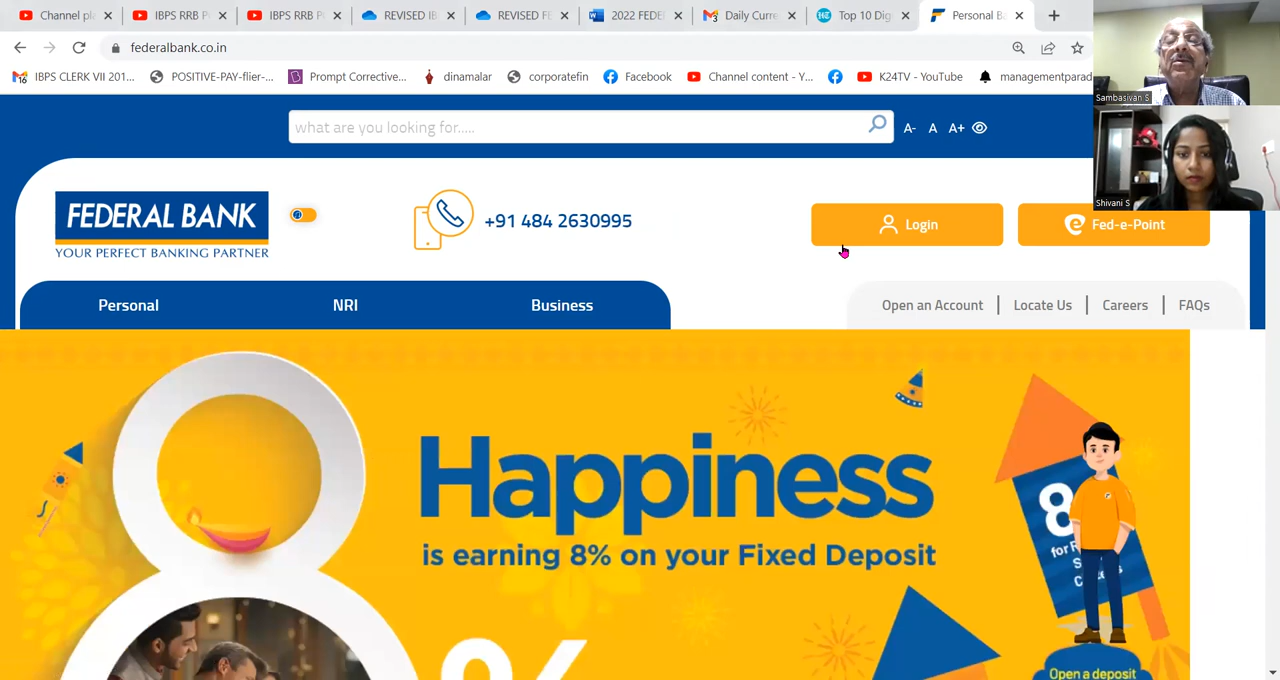 Channel pl
IBPS RRB P
IBPS RRB P
REVISED IB
REVISED FE
2022 FEDE
Daily Curre
Top 10 Dig
Personal B
federalbank.co.in
IBPS CLERK VII 201...
POSITIVE-PAY-flier-...
Prompt Corrective...
dinamalar
corporatefin
Facebook
Channel content - Y...
K24TV - YouTube
managementparad
Sambasivan S
Shivani S
what are you looking for.....
A- A A+
FEDERAL BANK
YOUR PERFECT BANKING PARTNER
+91 484 2630995
Login
Fed-e-Point
Personal NRI Business
Open an Account | Locate Us | Careers | FAQs
Happiness
is earning 8% on your Fixed Deposit
8
for R
S
C
%
Open a deposit